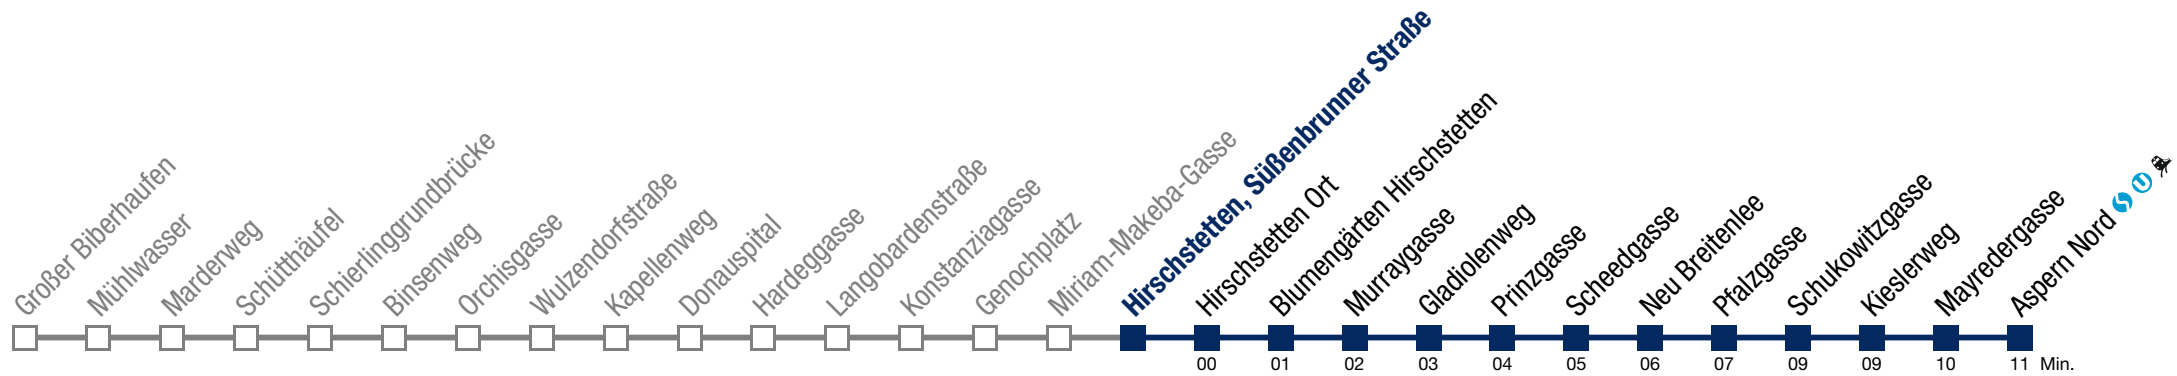 Großer Biberhaufen
Mühlwasser
Marderweg
Schütthäufel
Schierlinggrundbrücke
Binsenweg
Orchisgasse
Wulzendorfstraße
Kapellenweg
Donauspital
Hardeggasse
Langobardenstraße
Konstanziagasse
Genochplatz
Miriam-Makeba-Gasse
Hirschstetten, Süßenbrunner Straße
Hirschstetten Ort
Blumengärten Hirschstetten
Murraygasse
Gladiolenweg
Prinzgasse
Scheedgasse
Neu Breitenlee
Pfalzgasse
Schukowitzgasse
Kieslerweg
Mayredergasse
Aspern Nord S U
00 01 02 03 04 05 06 07 09 09 10 11 Min.